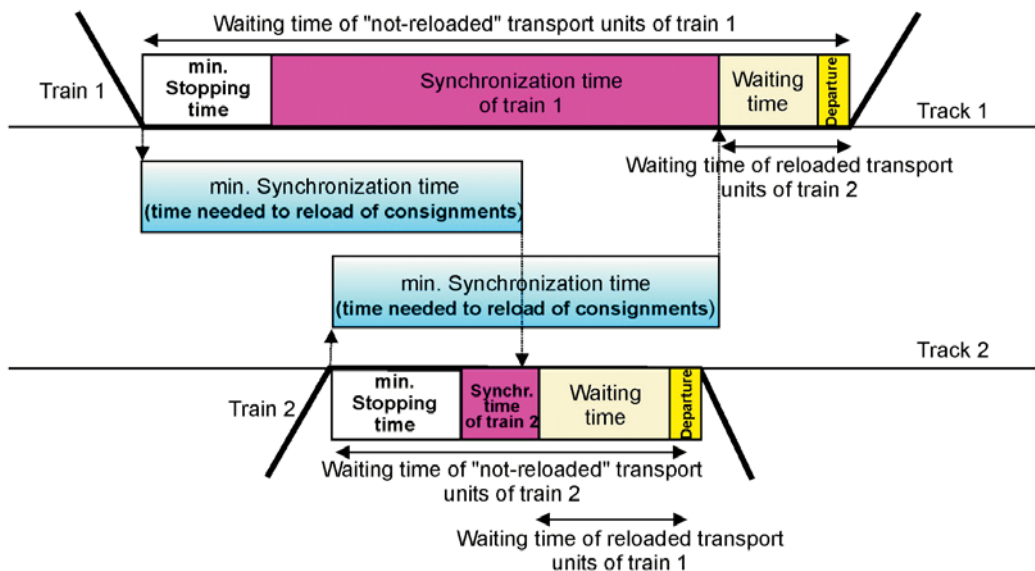 Waiting time of "not-reloaded" transport units of train 1
Train 1
min.
Stopping
time
Synchronization time
of train 1
Waiting
time
Departure
Track 1
Waiting time of reloaded transport
units of train 2
min. Synchronization time
(time needed to reload of consignments)
min. Synchronization time
(time needed to reload of consignments)
Track 2
Train 2
min.
Stopping
time
Synchr.
time
of train 2
Waiting
time
Departure
Waiting time of "not-reloaded" transport
units of train 2
Waiting time of reloaded transport
units of train 1